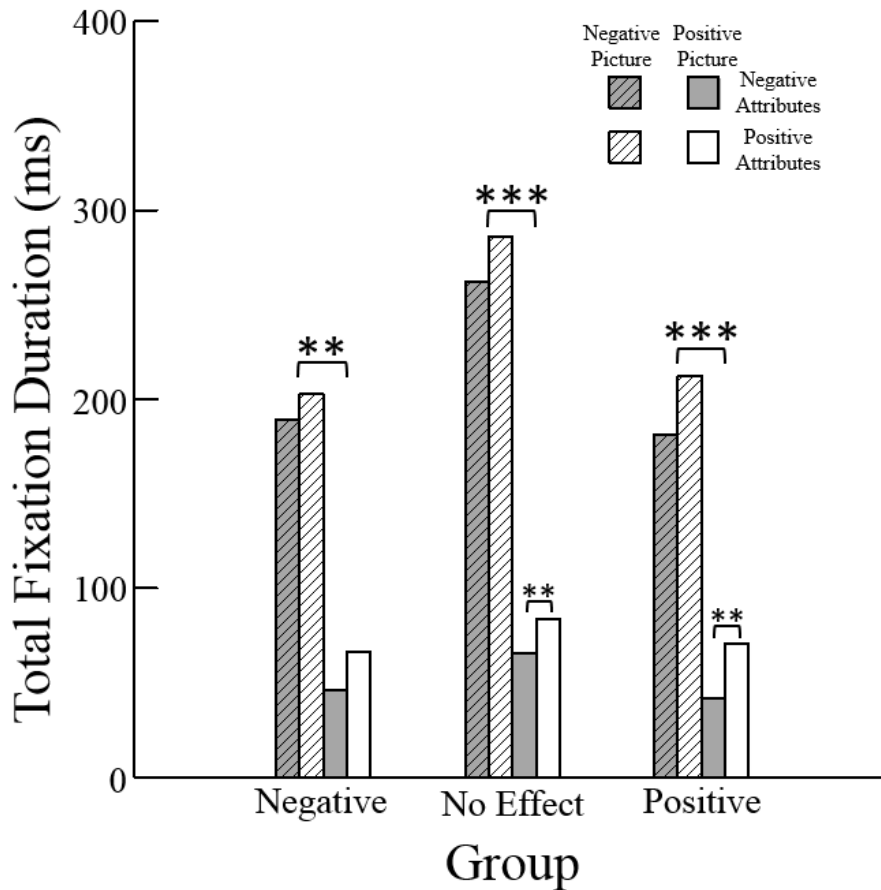 400
300
200
100
0
Total Fixation Duration (ms)
Negative Positive
Picture Picture
Negative
Attributes
Positive
Attributes
**
***
**
***
**
Negative No Effect Positive
Group